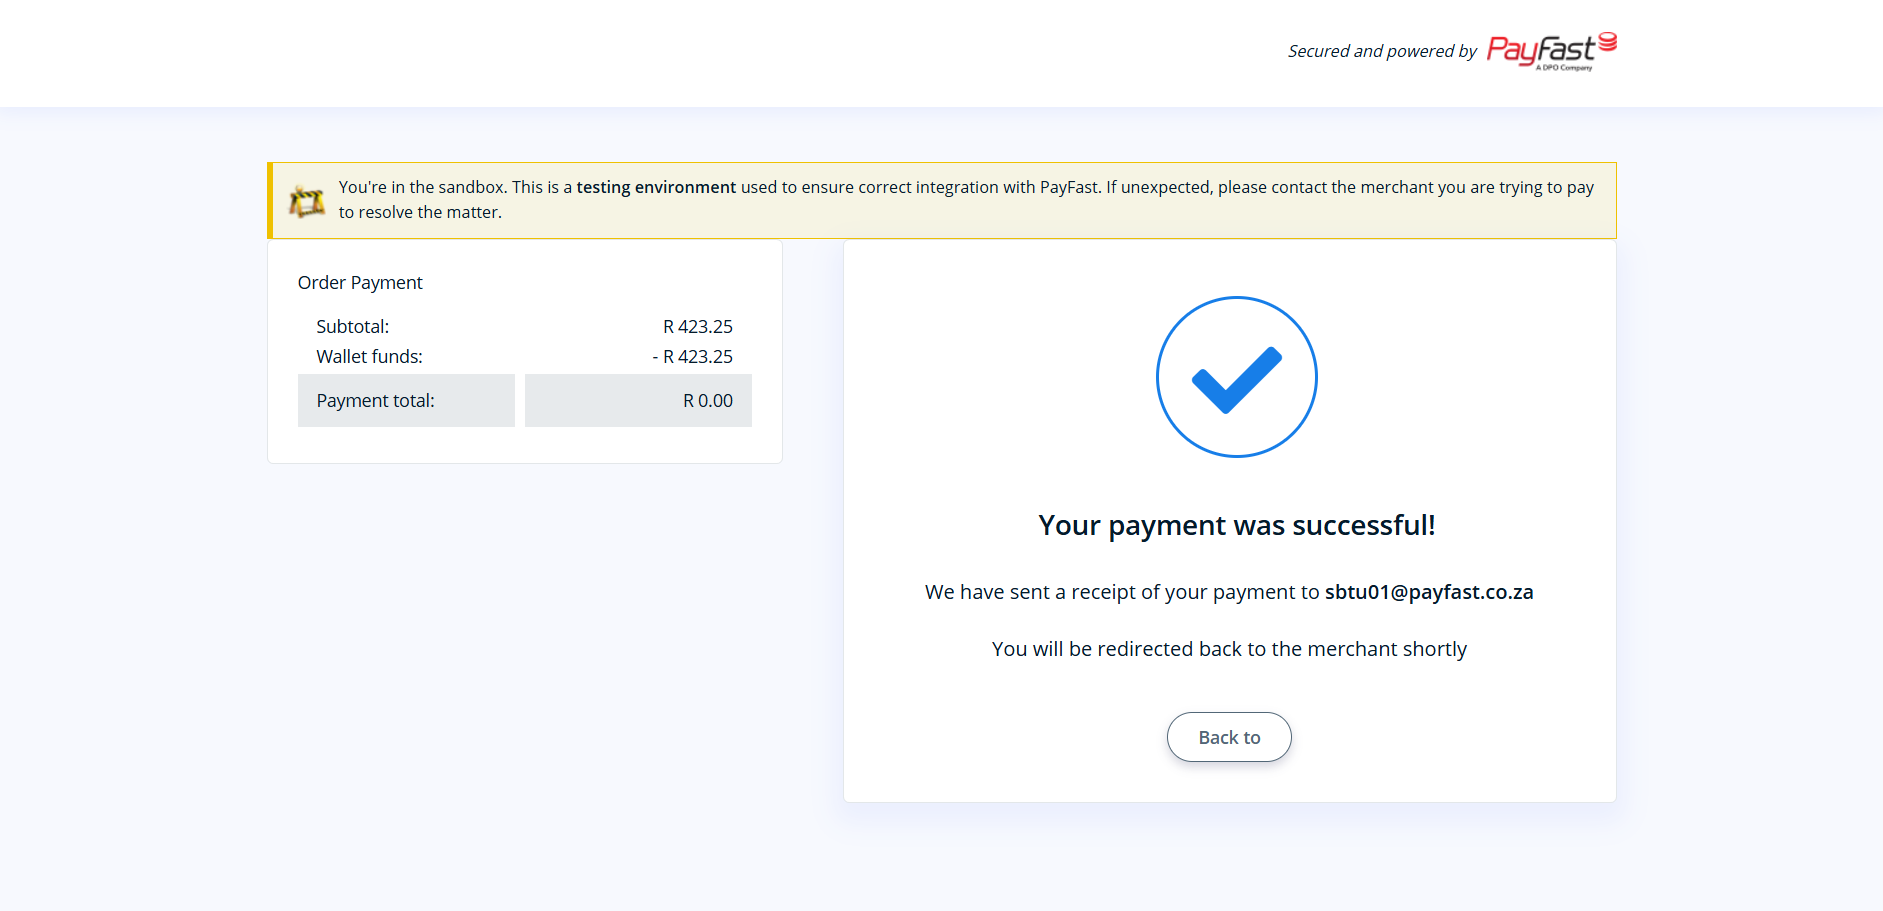 Secured and powered by PayFast
A DPO Company
You're in the sandbox. This is a testing environment used to ensure correct integration with PayFast. If unexpected, please contact the merchant you are trying to pay
to resolve the matter.
Order Payment
Subtotal: R 423.25
Wallet funds: - R 423.25
Payment total: R 0.00
Your payment was successful!
We have sent a receipt of your payment to sbtu01@payfast.co.za
You will be redirected back to the merchant shortly
Back to